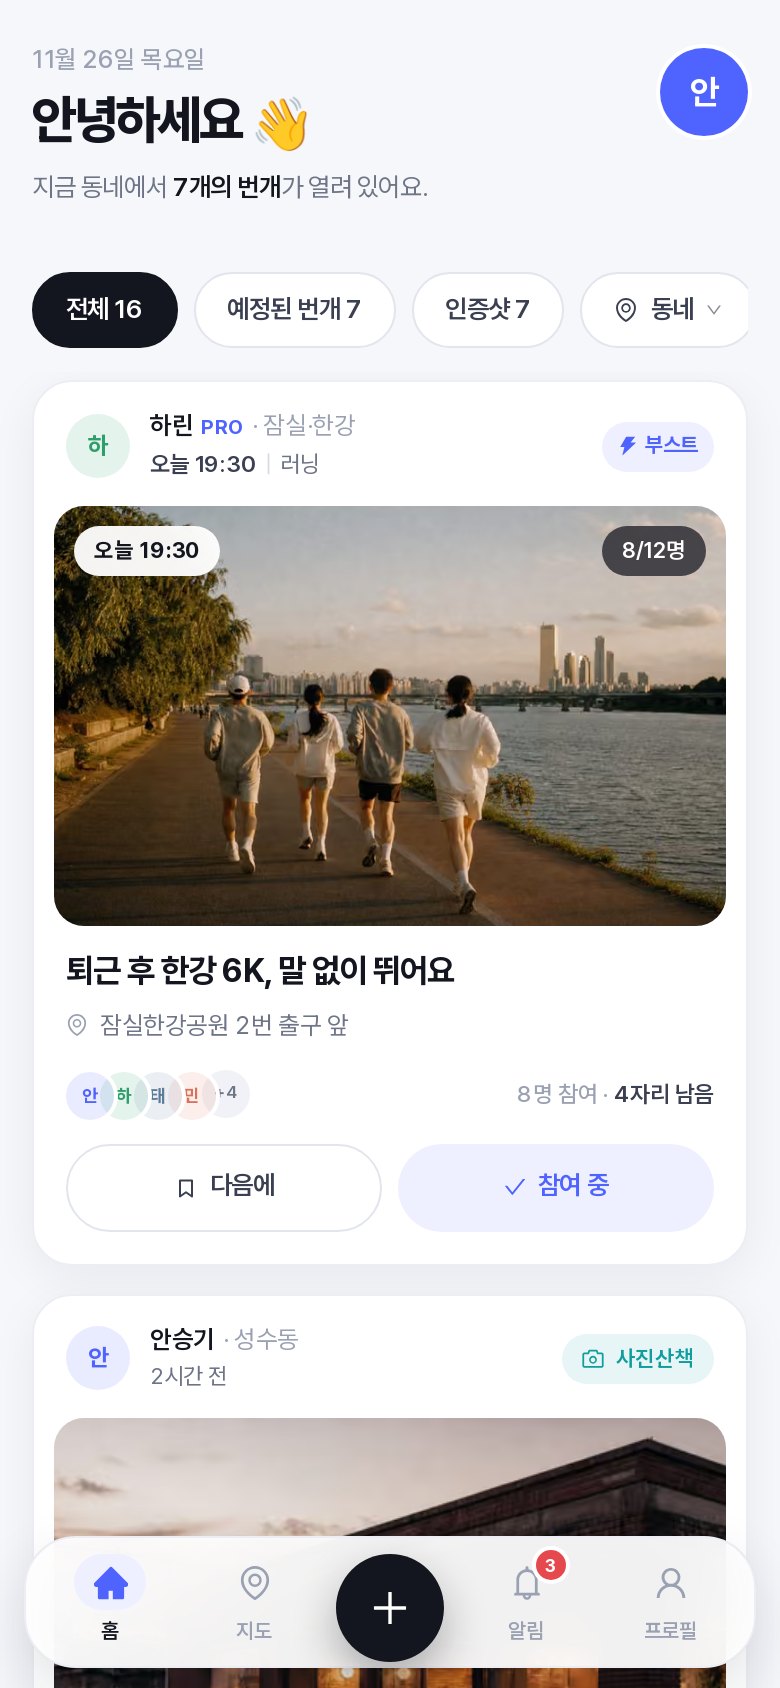 11월 26일 목요일
안녕하세요 👋
안
지금 동네에서 7개의 번개가 열려 있어요.
전체 16
예정된 번개 7
인증샷 7
동네
하
하린 PRO · 잠실·한강
오늘 19:30 | 러닝
부스트
오늘 19:30
8/12명
퇴근 후 한강 6K, 말 없이 뛰어요
잠실한강공원 2번 출구 앞
안 하 태 민 +4
8명 참여 · 4자리 남음
다음에
참여 중
안
안승기 · 성수동
2시간 전
사진산책
홈
지도
3
알림
프로필